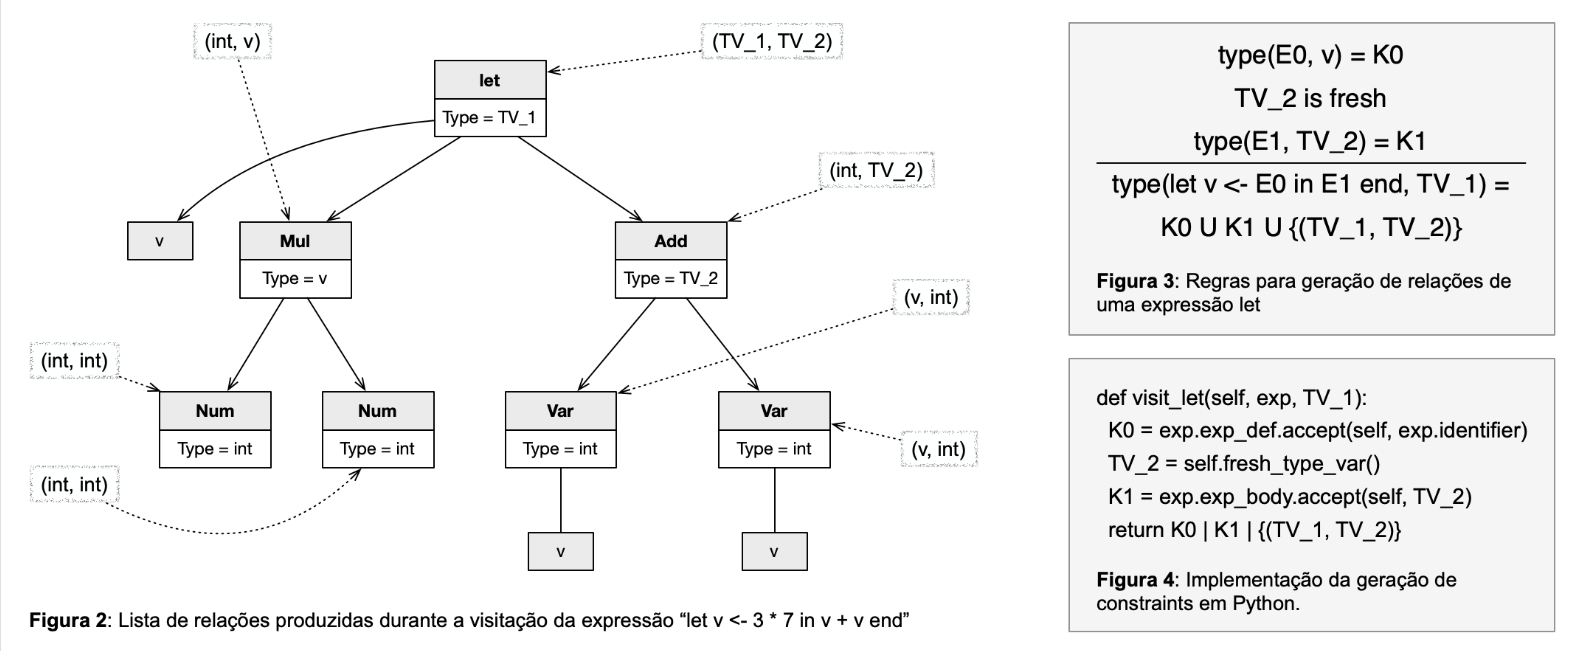 (int, v)
(TV_1, TV_2)
let
Type = TV_1
(int, TV_2)
v
Mul
Type = v
Add
Type = TV_2
(v, int)
(int, int)
Num
Type = int
Num
Type = int
Var
Type = int
Var
Type = int
(v, int)
(int, int)
v
v
Figura 2: Lista de relações produzidas durante a visitação da expressão “let v <- 3 * 7 in v + v end”
type(E0, v) = K0
TV_2 is fresh
type(E1, TV_2) = K1
type(let v <- E0 in E1 end, TV_1) =
K0 U K1 U {(TV_1, TV_2)}
Figura 3: Regras para geração de relações de
uma expressão let
def visit_let(self, exp, TV_1):
K0 = exp.exp_def.accept(self, exp.identifier)
TV_2 = self.fresh_type_var()
K1 = exp.exp_body.accept(self, TV_2)
return K0 | K1 | {(TV_1, TV_2)}
Figura 4: Implementação da geração de
constraints em Python.